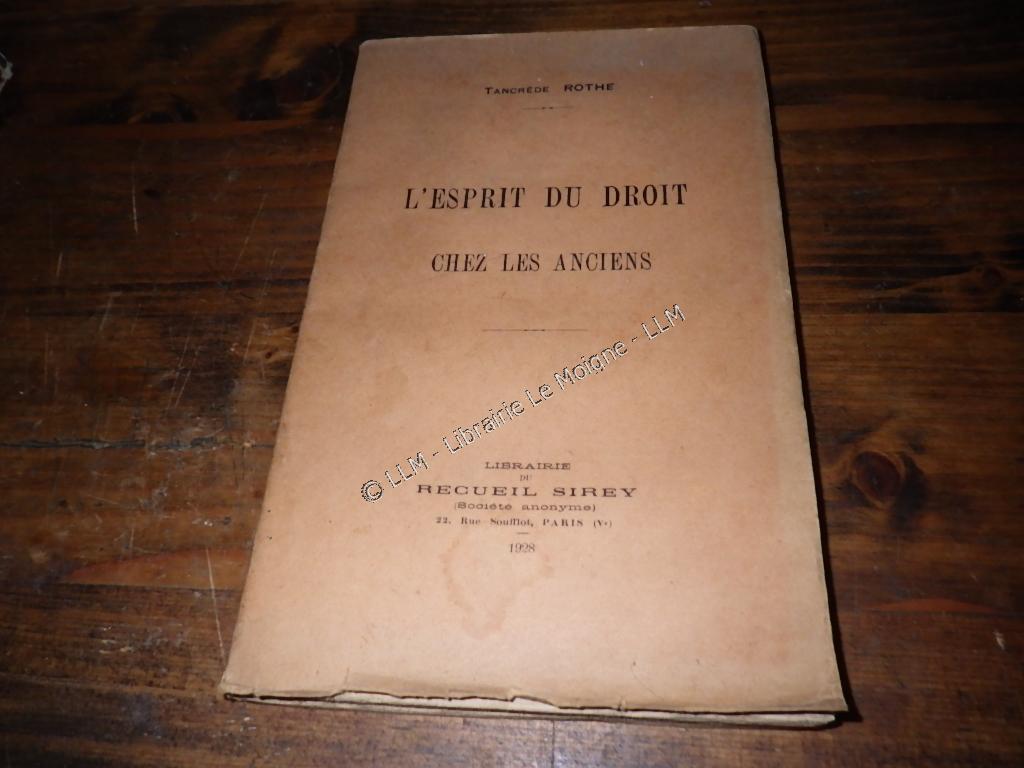 Tancrède ROTHE
L'ESPRIT DU DROIT
CHEZ LES ANCIENS
© LLM - Librairie Le Moigne - LLM
LIBRAIRIE
DU
RECUEIL SIREY
(Société anonyme)
22, Rue Soufflot, PARIS (Ve)
1928